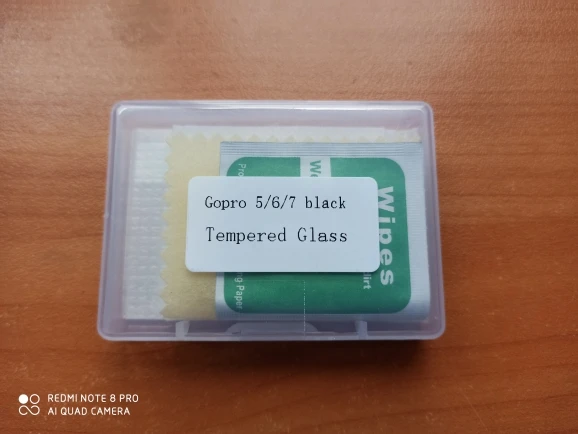 Gopro 5/6/7 black
Tempered Glass
Wipes
REDMI NOTE 8 PRO
AI QUAD CAMERA